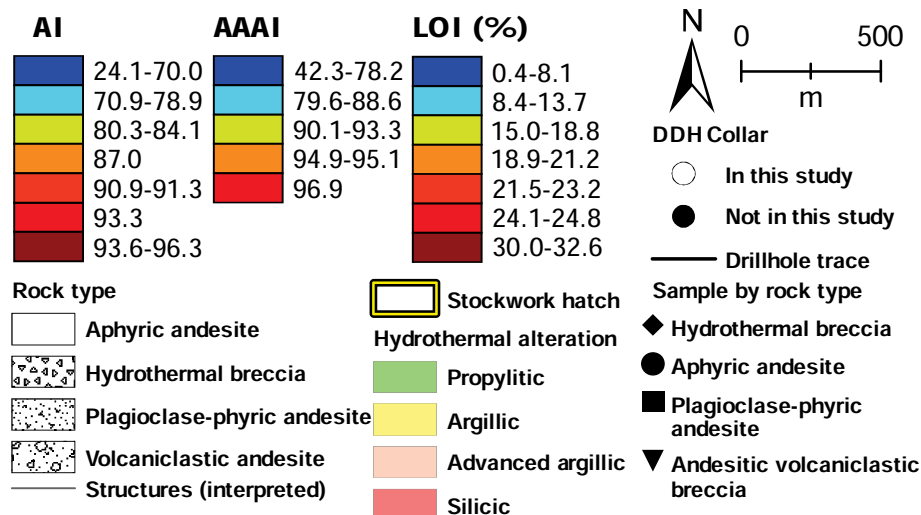 AI
24.1-70.0
70.9-78.9
80.3-84.1
87.0
90.9-91.3
93.3
93.6-96.3
AAAI
42.3-78.2
79.6-88.6
90.1-93.3
94.9-95.1
96.9
LOI (%)
0.4-8.1
8.4-13.7
15.0-18.8
18.9-21.2
21.5-23.2
24.1-24.8
30.0-32.6
N
0 500
m
DDH Collar
In this study
Not in this study
Drillhole trace
Rock type
Aphyric andesite
Hydrothermal breccia
Plagioclase-phyric andesite
Volcaniclastic andesite
Structures (interpreted)
Stockwork hatch
Hydrothermal alteration
Propylitic
Argillic
Advanced argillic
Silicic
Sample by rock type
Hydrothermal breccia
Aphyric andesite
Plagioclase-phyric
andesite
Andesitic volcaniclastic
breccia